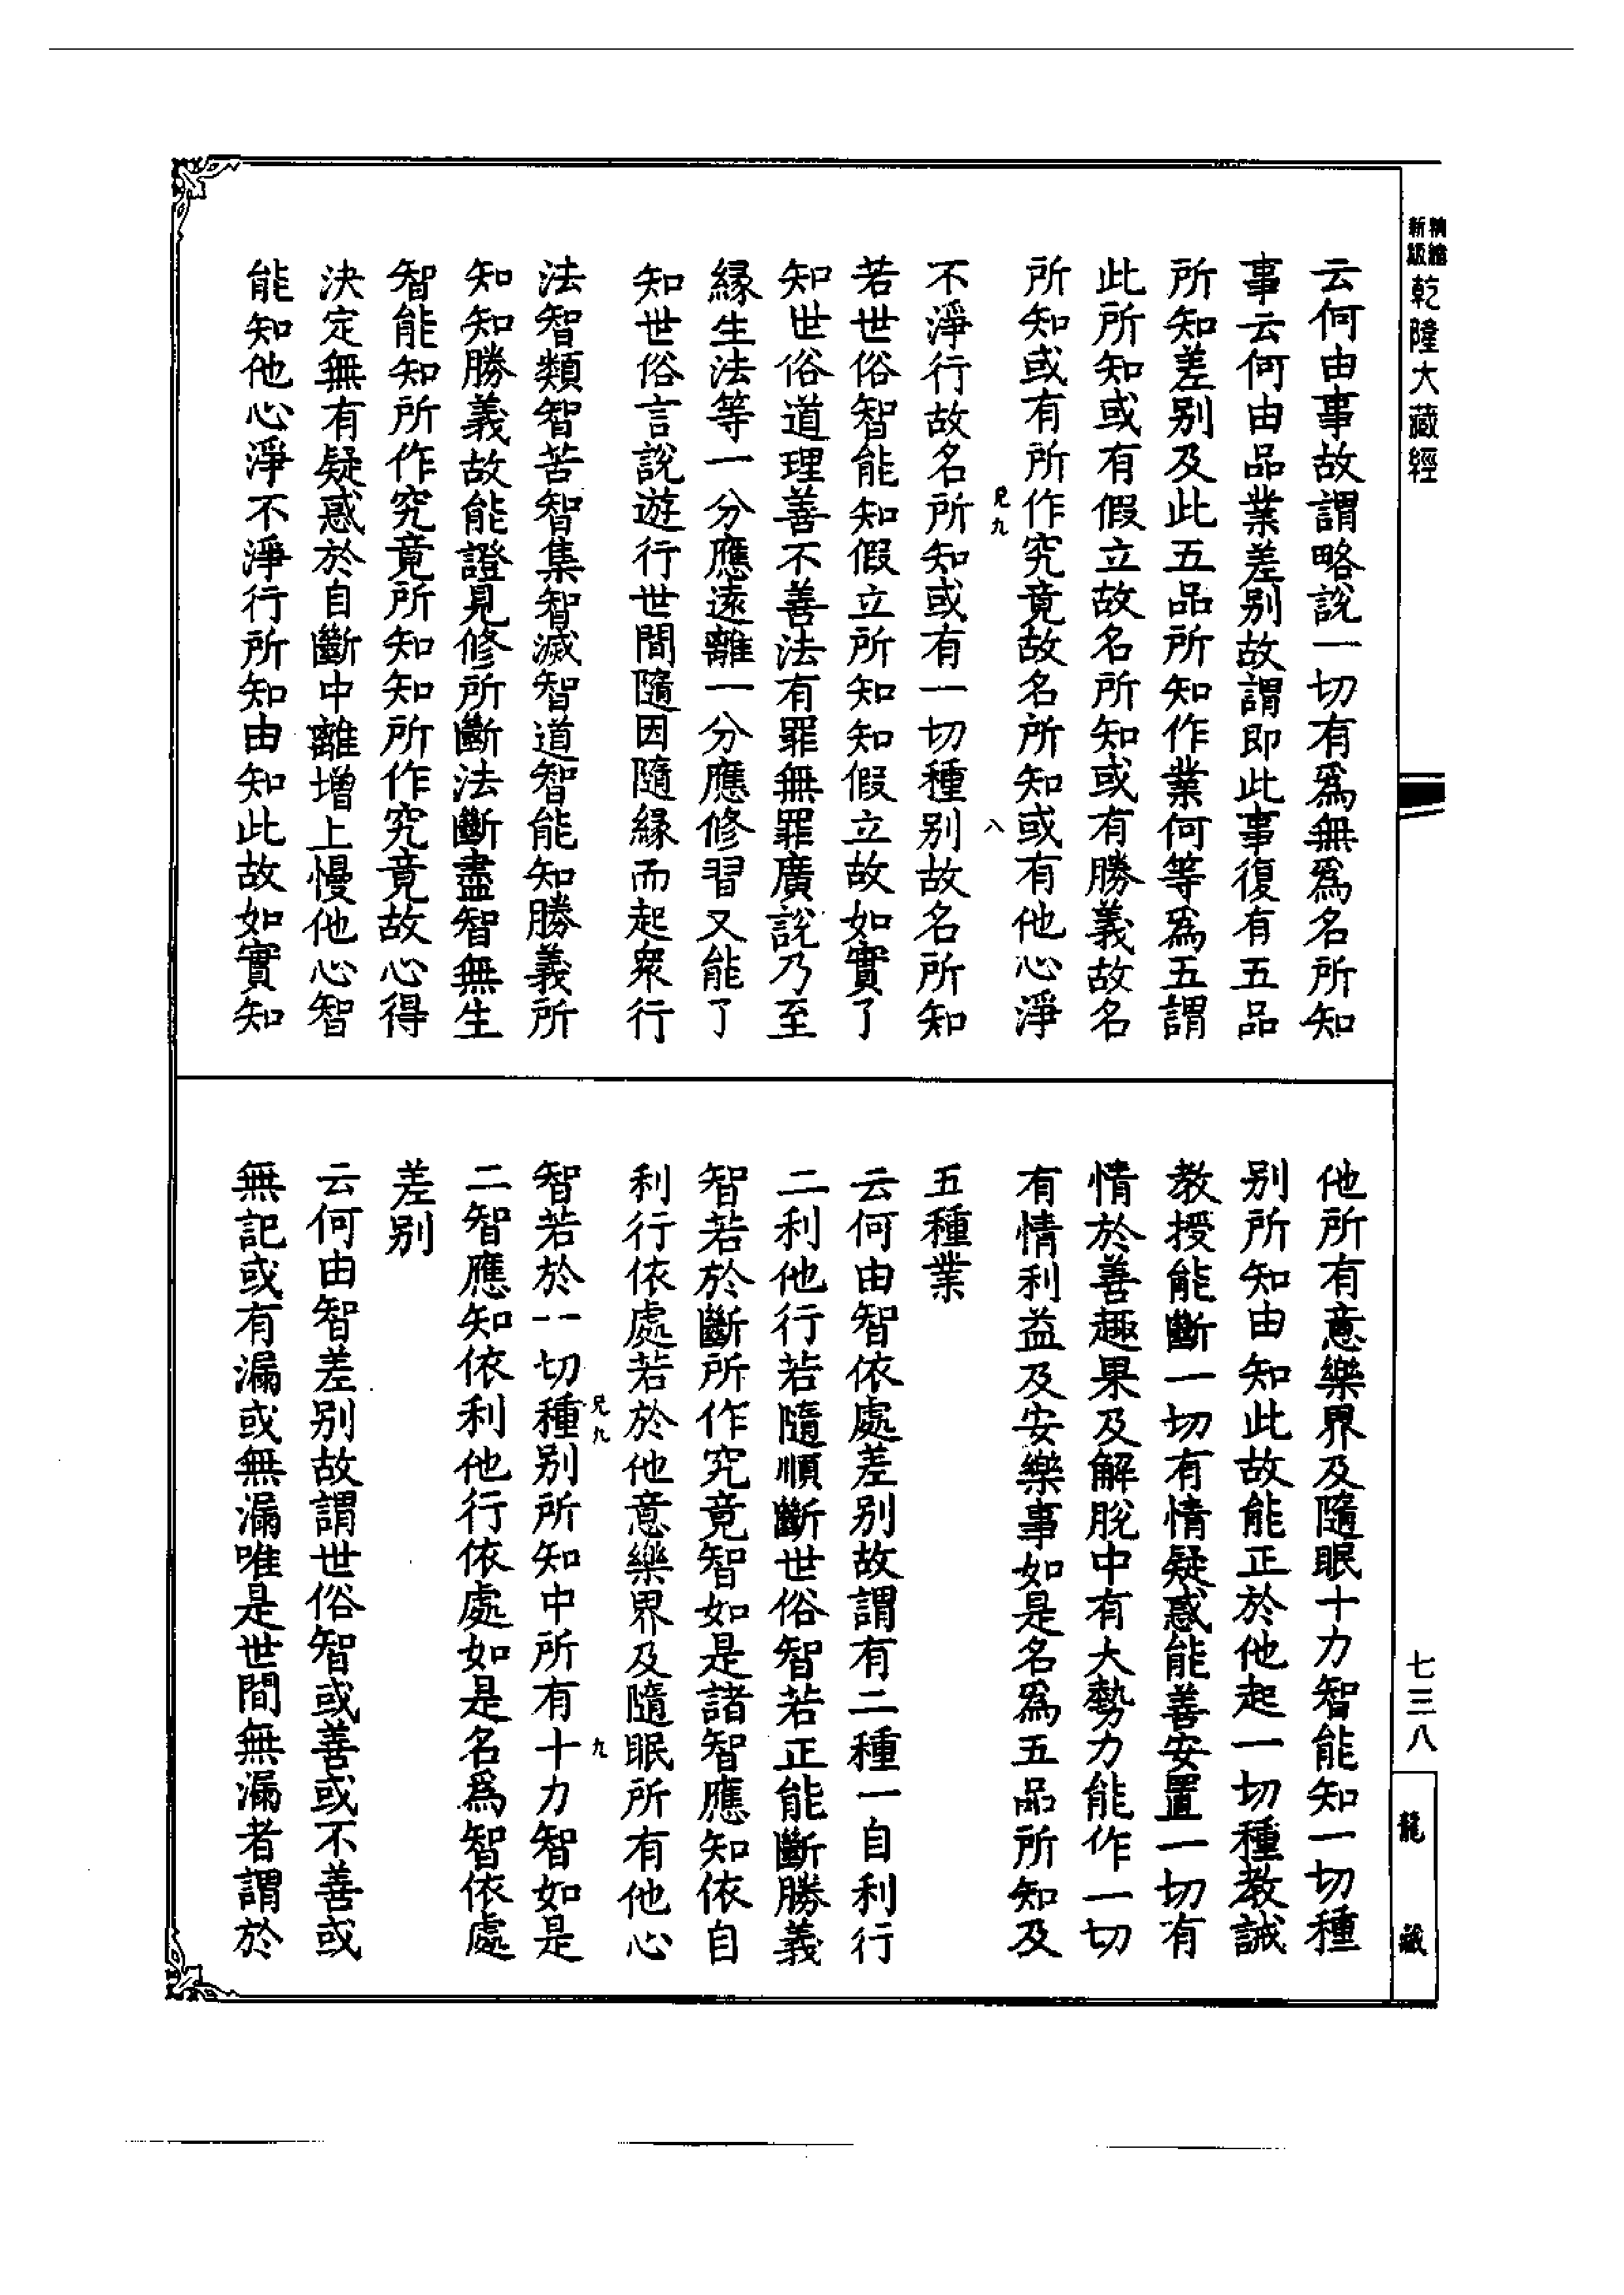 新縮
精級
乾隆大藏經
云何由事故謂略說一切有爲無爲名所知
事云何由品業差别故謂即此事復有五品
所知差别及此五品所知作業何等爲五謂
此所知或有假立故名所知或有勝義故名
所知或有所作究竟故名所知或有他心淨
兄九
八
不淨行故名所知或有一切種别故名所知
若世俗智能知假立所知知假立故如實了
知世俗道理善不善法有罪無罪廣說乃至
緣生法等一分應遠離一分應修習又能了
知世俗言說遊行世間隨因隨緣而起衆行
法智類智苦智集智滅智道智能知勝義所
知知勝義故能證見修所斷法斷盡智無生
智能知所作究竟所知知所作究竟故心得
決定無有疑惑於自斷中離增上慢他心智
能知他心淨不淨行所知由知此故如實知
他所有意樂界及隨眠十力智能知一切種
别所知由知此故能正於他起一切種教誡
教授能斷一切有情疑惑能善安置一切有
情於善趣果及解脫中有大勢力能作一切
有情利益及安樂事如是名爲五品所知及
五種業
云何由智依處差别故謂有二種一自利行
二利他行若隨順斷世俗智若正能斷勝義
智若於斷所作究竟智如是諸智應知依自
利行依處若於他意樂界及隨眠所有他心
兄九
九
智若於一切種别所知中所有十力智如是
二智應知依利他行依處如是名爲智依處
差别
云何由智差别故謂世俗智或善或不善或
無記或有漏或無漏唯是世間無漏者謂於
七三八
龍藏